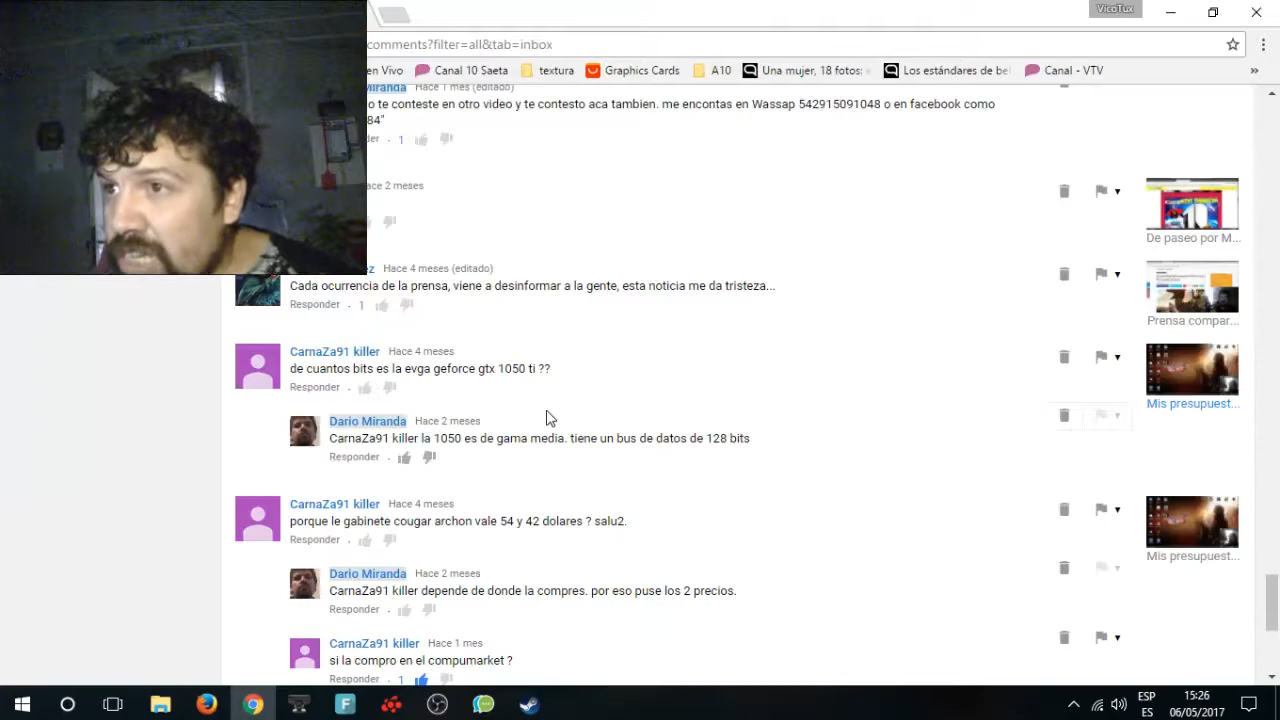 VicoTux
comments?filter=all&tab=inbox
en Vivo
Canal 10 Saeta
textura
Graphics Cards
A10
Una mujer, 18 fotos:
Los estándares de bel
Canal - VTV
»
Miranda Hace 1 mes (editado)
o te conteste en otro video y te contesto aca tambien. me encontas en Wassap 542915091048 o en facebook como
84"
der · 1
ace 2 meses
De paseo por M...
ez Hace 4 meses (editado)
Cada ocurrencia de la prensa, viene a desinformar a la gente, esta noticia me da tristeza...
Responder · 1
Prensa compar...
CarnaZa91 killer Hace 4 meses
de cuantos bits es la evga geforce gtx 1050 ti ??
Responder ·
Mis presupuest...
Dario Miranda Hace 2 meses
CarnaZa91 killer la 1050 es de gama media. tiene un bus de datos de 128 bits
Responder ·
CarnaZa91 killer Hace 4 meses
porque le gabinete cougar archon vale 54 y 42 dolares ? salu2.
Responder ·
Mis presupuest...
Dario Miranda Hace 2 meses
CarnaZa91 killer depende de donde la compres. por eso puse los 2 precios.
Responder ·
CarnaZa91 killer Hace 1 mes
si la compro en el compumarket ?
Responder · 1
ESP
ES
15:26
06/05/2017